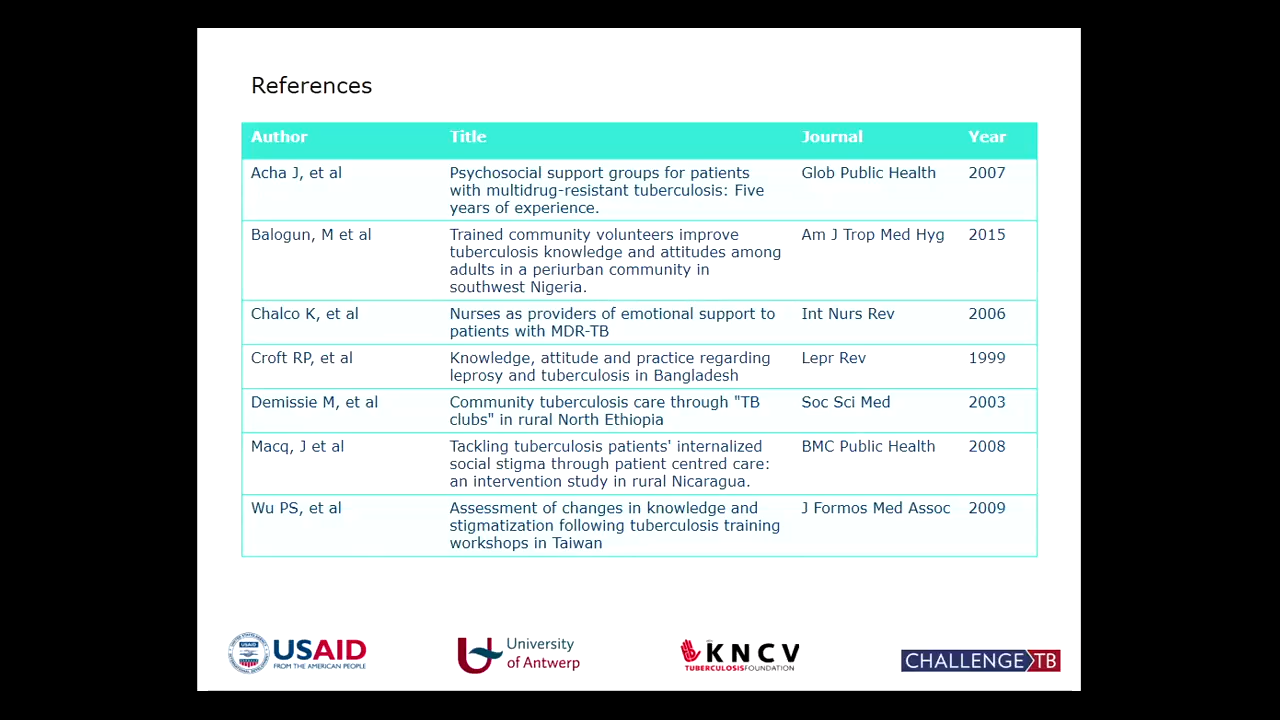 References
Author Title Journal Year
Acha J, et al Psychosocial support groups for patients Glob Public Health 2007
with multidrug-resistant tuberculosis: Five
years of experience.
Balogun, M et al Trained community volunteers improve Am J Trop Med Hyg 2015
tuberculosis knowledge and attitudes among
adults in a periurban community in
southwest Nigeria.
Chalco K, et al Nurses as providers of emotional support to Int Nurs Rev 2006
patients with MDR-TB
Croft RP, et al Knowledge, attitude and practice regarding Lepr Rev 1999
leprosy and tuberculosis in Bangladesh
Demissie M, et al Community tuberculosis care through "TB Soc Sci Med 2003
clubs" in rural North Ethiopia
Macq, J et al Tackling tuberculosis patients' internalized BMC Public Health 2008
social stigma through patient centred care:
an intervention study in rural Nicaragua.
Wu PS, et al Assessment of changes in knowledge and J Formos Med Assoc 2009
stigmatization following tuberculosis training
workshops in Taiwan
USAID
FROM THE AMERICAN PEOPLE
University
of Antwerp
KNCV
TUBERCULOSISFOUNDATION
CHALLENGE TB